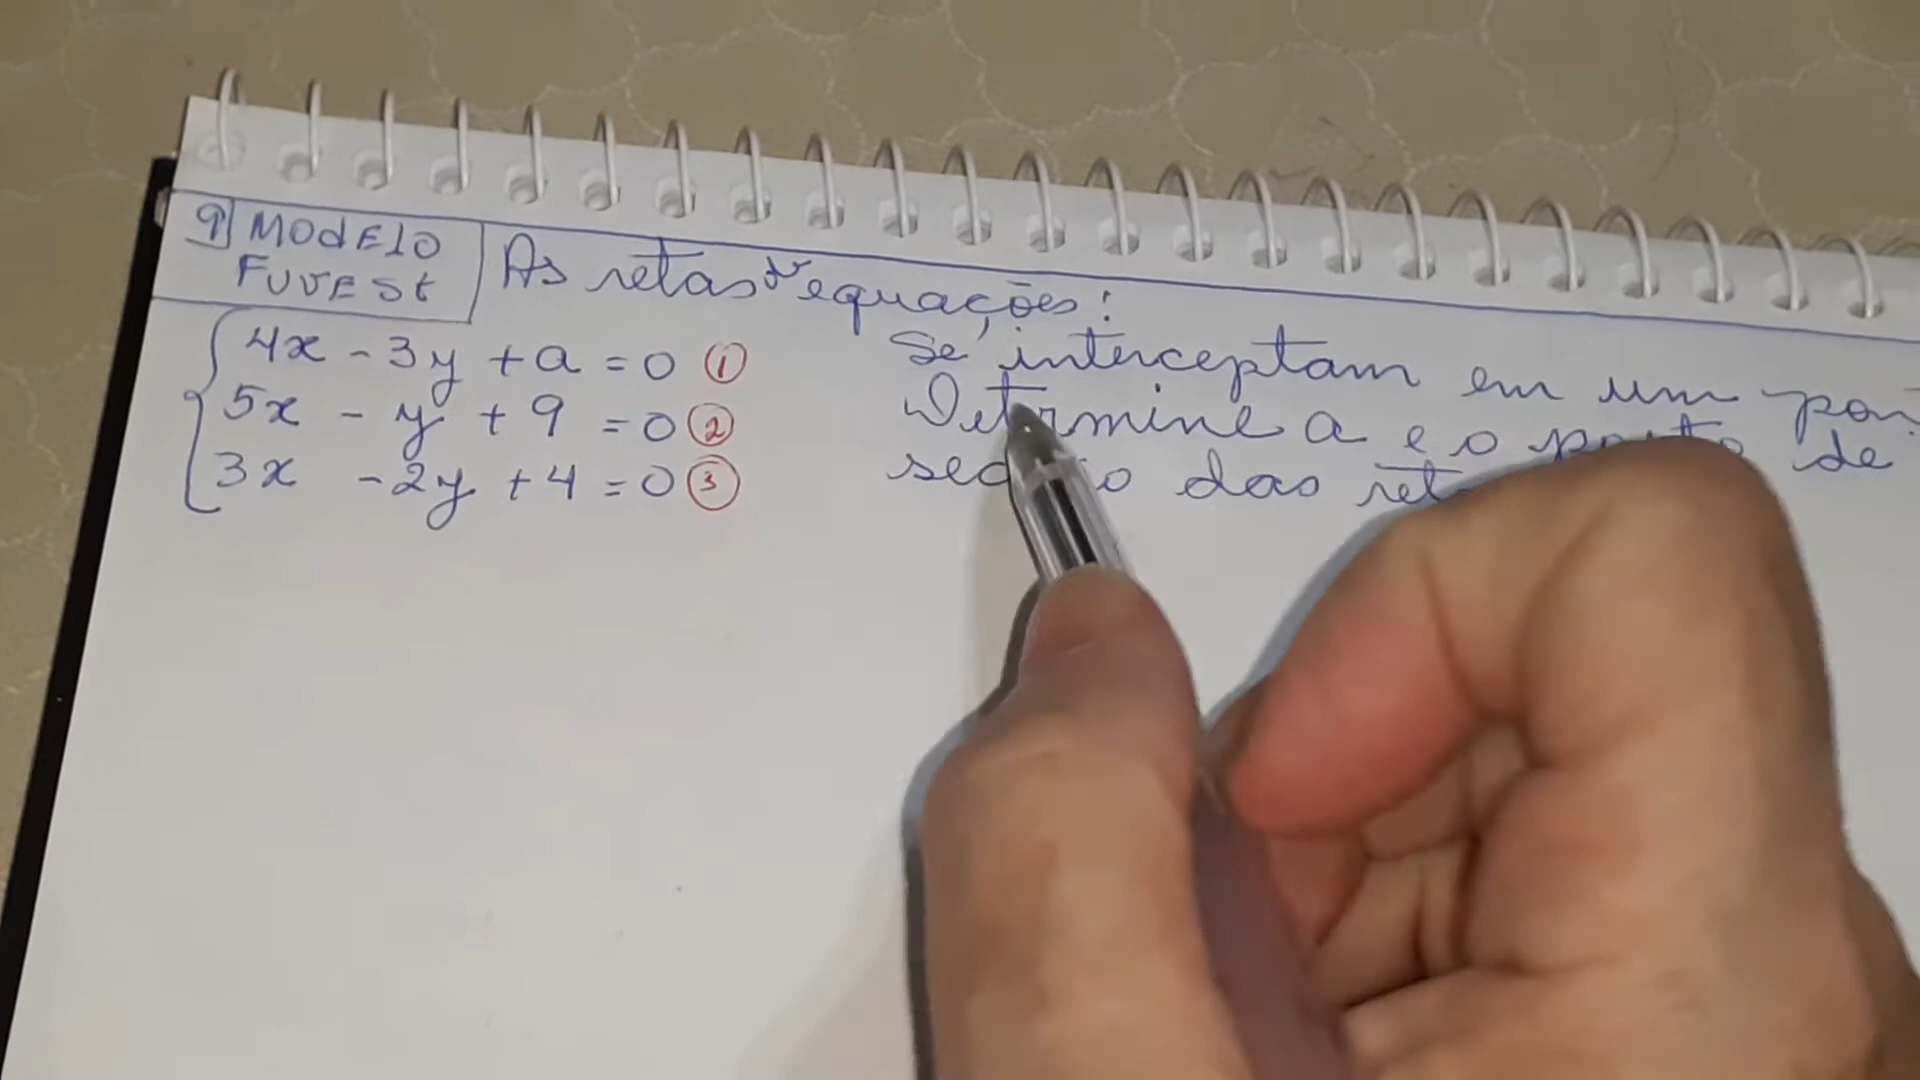 9) MODELO
FUVEST
As retas de equações:
4x - 3y + a = 0 ①
5x - y + 9 = 0 ②
3x - 2y + 4 = 0 ③
Se interceptam em um
Determine a e o de
das